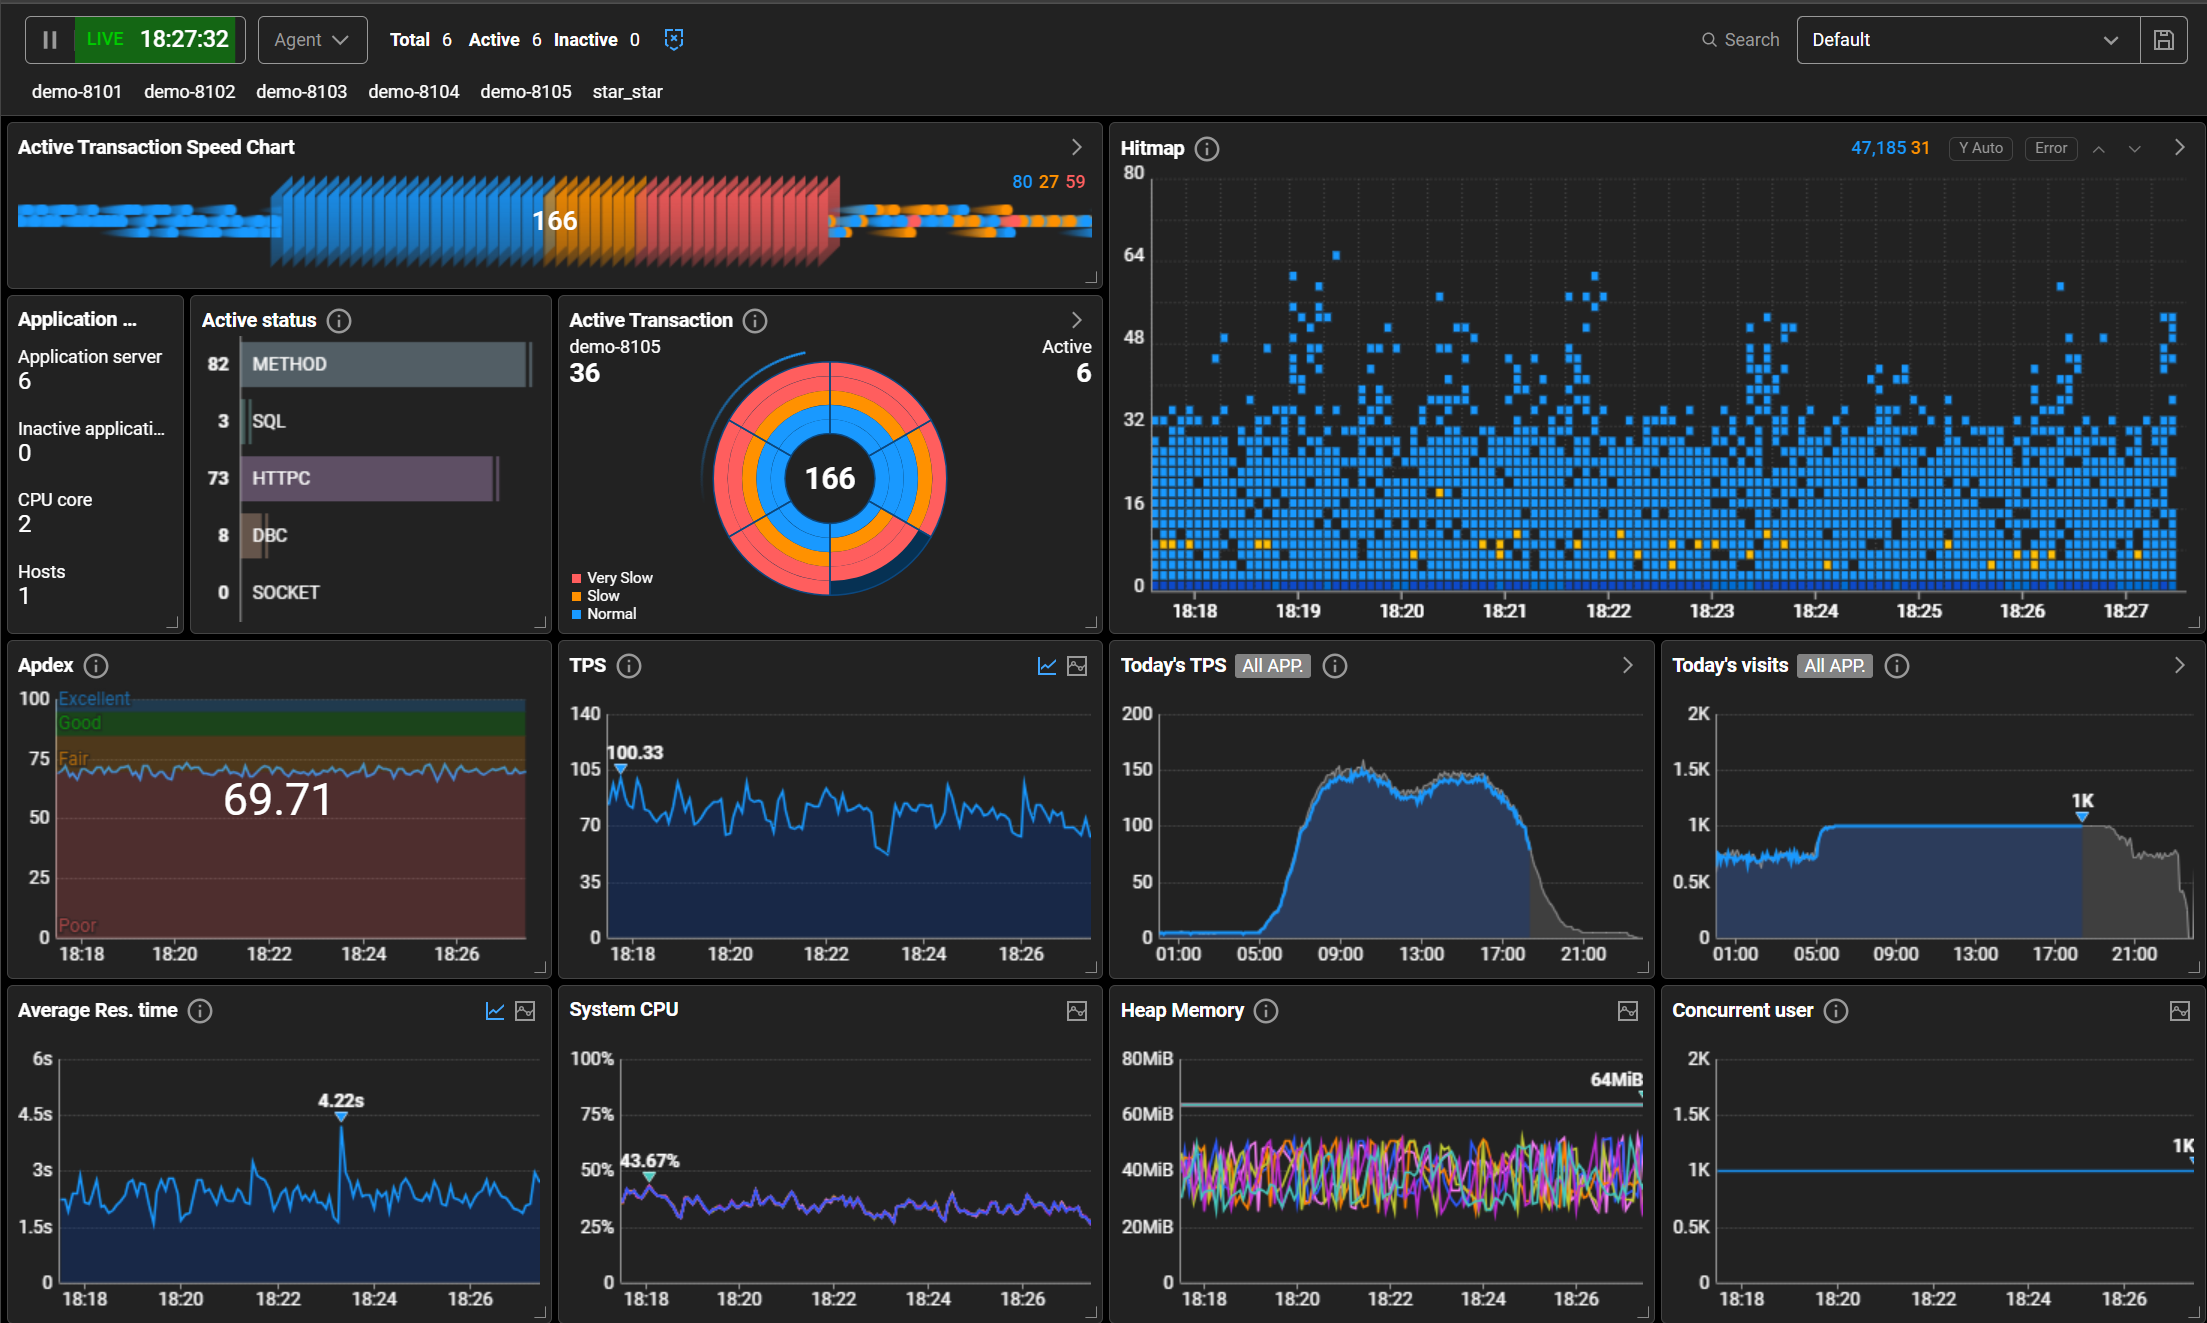 LIVE 18:27:32 Agent Total 6 Active 6 Inactive 0 Search Default
demo-8101 demo-8102 demo-8103 demo-8104 demo-8105 star_star
Active Transaction Speed Chart
80 27 59
166
Hitmap 47,185 31 Y Auto Error
80
64
48
32
16
0
18:18 18:19 18:20 18:21 18:22 18:23 18:24 18:25 18:26 18:27
Application ...
Application server
6
Inactive applicati...
0
CPU core
2
Hosts
1
Active status
82 METHOD
3 SQL
73 HTTPC
8 DBC
0 SOCKET
Active Transaction
demo-8105 Active
36 6
166
Very Slow
Slow
Normal
Apdex
100 Excellent
Good
75 Fair
69.71
50
25
Poor
0
18:18 18:20 18:22 18:24 18:26
TPS
140
100.33
105
70
35
0
18:18 18:20 18:22 18:24 18:26
Today's TPS All APP.
200
150
100
50
0
01:00 05:00 09:00 13:00 17:00 21:00
Today's visits All APP.
2K
1.5K
1K
1K
0.5K
0
01:00 05:00 09:00 13:00 17:00 21:00
Average Res. time
6s
4.22s
4.5s
3s
1.5s
0
18:18 18:20 18:22 18:24 18:26
System CPU
100%
75%
43.67%
50%
25%
0
18:18 18:20 18:22 18:24 18:26
Heap Memory
80MiB
64MiB
60MiB
40MiB
20MiB
0
18:18 18:20 18:22 18:24 18:26
Concurrent user
2K
1.5K
1K
1K
0.5K
0
18:18 18:20 18:22 18:24 18:26